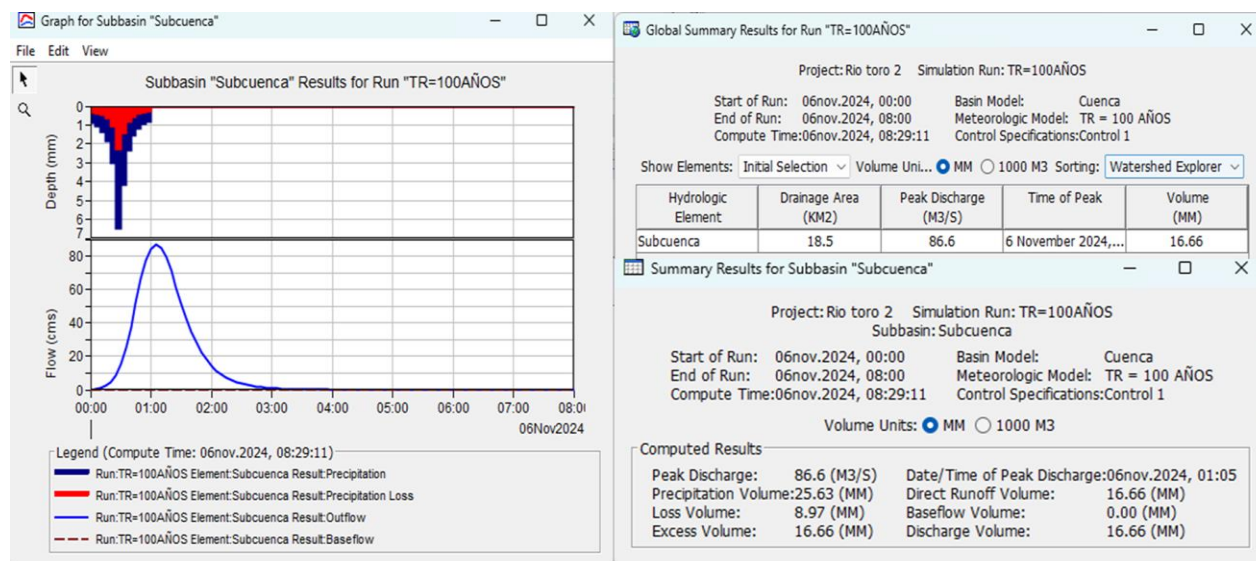 Graph for Subbasin "Subcuenca"
File Edit View
Subbasin "Subcuenca" Results for Run "TR=100AÑOS"
Depth (mm)
0
1
2
3
4
5
6
7
Flow (cms)
80
60
40
20
0
00:00 01:00 02:00 03:00 04:00 05:00 06:00 07:00 08:0
06Nov2024
Legend (Compute Time: 06nov.2024, 08:29:11)
Run:TR=100AÑOS Element:Subcuenca Result:Precipitation
Run:TR=100AÑOS Element:Subcuenca Result:Precipitation Loss
Run:TR=100AÑOS Element:Subcuenca Result:Outflow
Run:TR=100AÑOS Element:Subcuenca Result:Baseflow
Global Summary Results for Run "TR=100AÑOS"
Project: Rio toro 2 Simulation Run: TR=100AÑOS
Start of Run: 06nov.2024, 00:00 Basin Model: Cuenca
End of Run: 06nov.2024, 08:00 Meteorologic Model: TR = 100 AÑOS
Compute Time:06nov.2024, 08:29:11 Control Specifications:Control 1
Show Elements: Initial Selection Volume Uni... MM 1000 M3 Sorting: Watershed Explorer
Hydrologic Element Drainage Area (KM2) Peak Discharge (M3/S) Time of Peak Volume (MM)
Subcuenca 18.5 86.6 6 November 2024,... 16.66
Summary Results for Subbasin "Subcuenca"
Project: Rio toro 2 Simulation Run: TR=100AÑOS
Subbasin: Subcuenca
Start of Run: 06nov.2024, 00:00 Basin Model: Cuenca
End of Run: 06nov.2024, 08:00 Meteorologic Model: TR = 100 AÑOS
Compute Time:06nov.2024, 08:29:11 Control Specifications:Control 1
Volume Units: MM 1000 M3
Computed Results
Peak Discharge: 86.6 (M3/S) Date/Time of Peak Discharge:06nov.2024, 01:05
Precipitation Volume:25.63 (MM) Direct Runoff Volume: 16.66 (MM)
Loss Volume: 8.97 (MM) Baseflow Volume: 0.00 (MM)
Excess Volume: 16.66 (MM) Discharge Volume: 16.66 (MM)